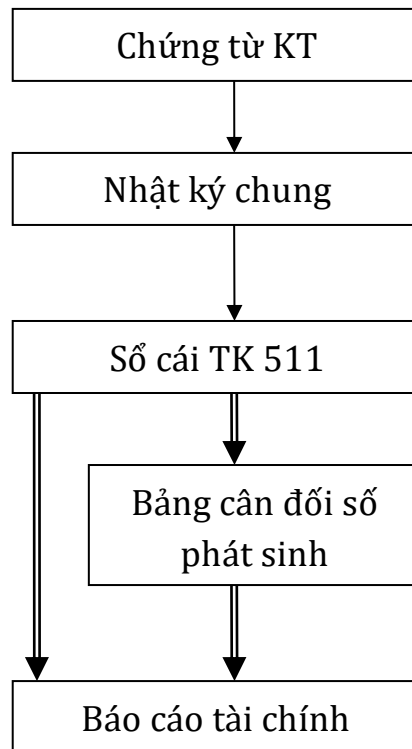 Chứng từ KT
Nhật ký chung
Sổ cái TK 511
Bảng cân đối số
phát sinh
Báo cáo tài chính